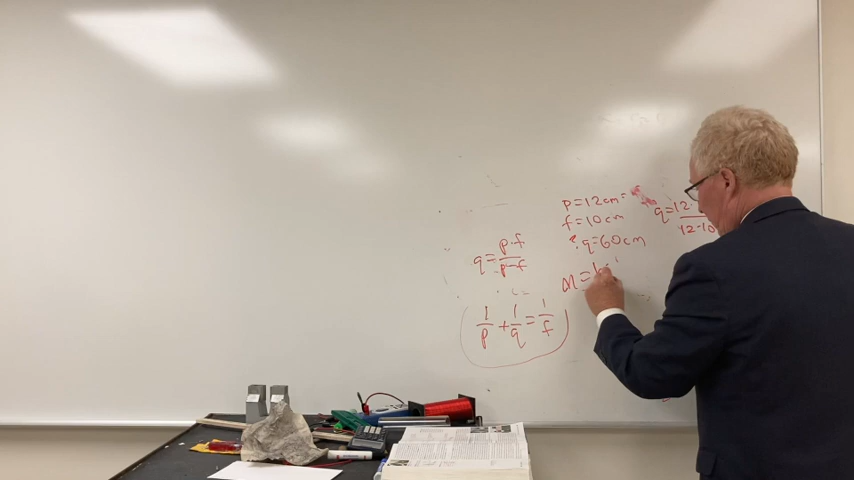 p=12cm
f=10cm
? q=60cm
q=12·
12-10
q=p·f
p-f
M=
1/p+1/q=1/f